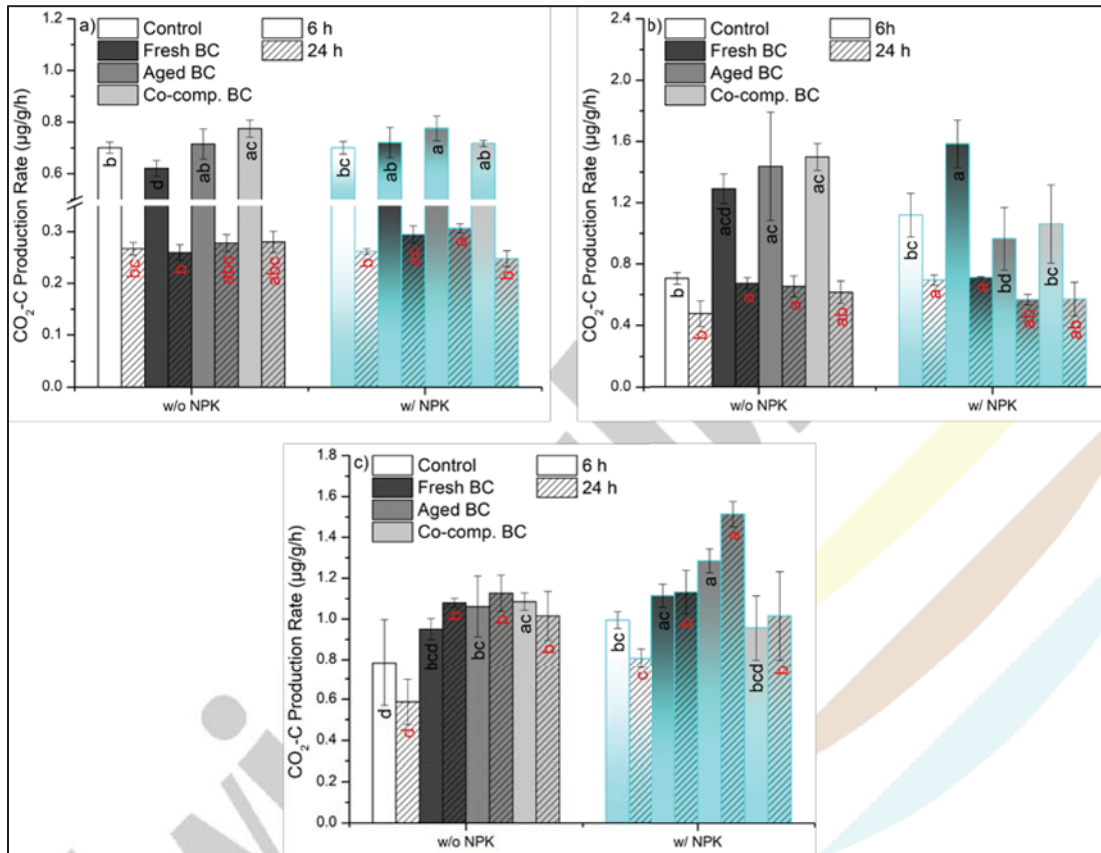 a)
Control
6 h
Fresh BC
24 h
Aged BC
Co-comp. BC
CO₂-C Production Rate (µg/g/h)
1.2
1.0
0.8
0.6
0.3
0.2
0.1
0.0
b
bc
d
b
ab
abc
ac
abc
bc
b
ab
ac
a
a
ab
b
w/o NPK
w/ NPK
b)
Control
6h
Fresh BC
24 h
Aged BC
Co-comp. BC
CO₂-C Production Rate (µg/g/h)
2.4
2.0
1.6
1.2
0.8
0.4
0.0
b
b
acd
a
ac
a
ac
ab
bc
a
a
a
bd
ab
bc
ab
w/o NPK
w/ NPK
c)
Control
6 h
Fresh BC
24 h
Aged BC
Co-comp. BC
CO₂-C Production Rate (µg/g/h)
1.8
1.6
1.4
1.2
1.0
0.8
0.6
0.4
0.2
0.0
d
d
bcd
b
bc
b
ac
b
bc
c
ac
b
a
a
bcd
b
w/o NPK
w/ NPK